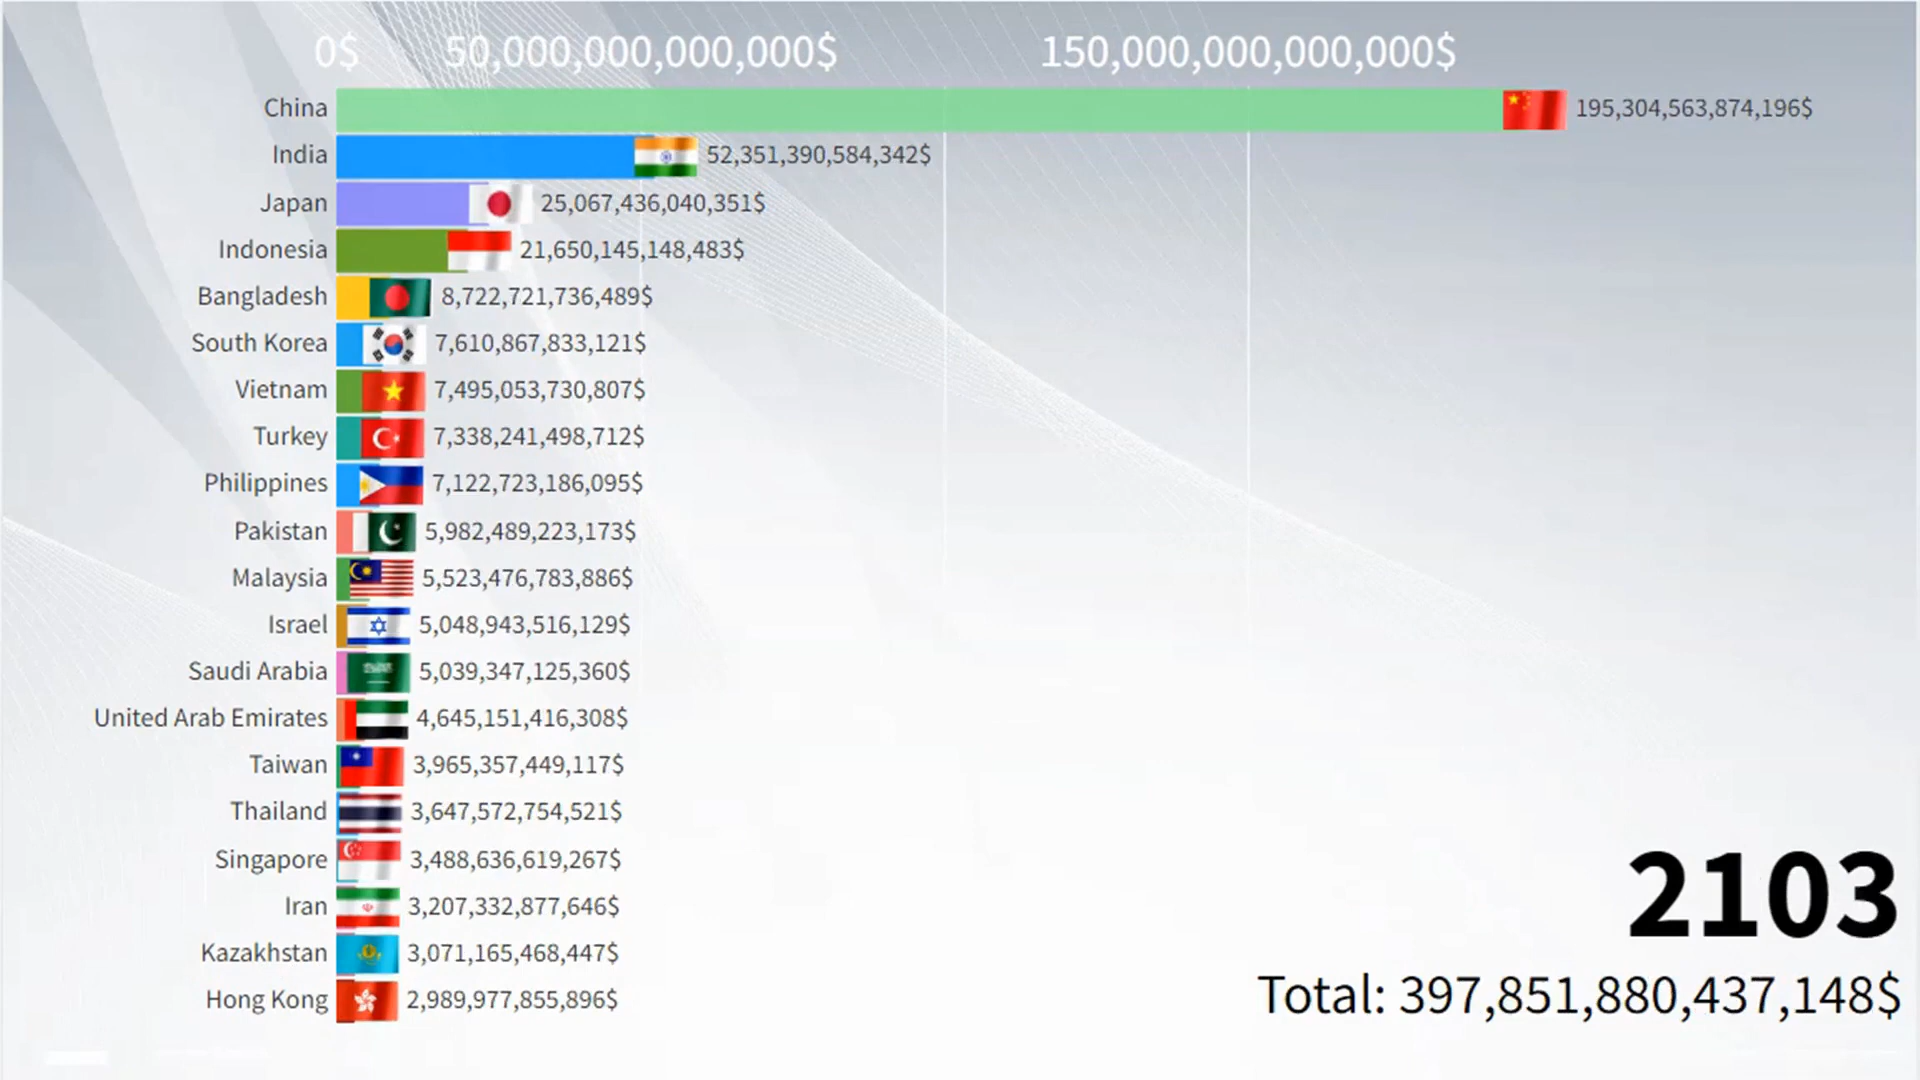 0$ 50,000,000,000,000$ 150,000,000,000,000$
China 195,304,563,874,196$
India 52,351,390,584,342$
Japan 25,067,436,040,351$
Indonesia 21,650,145,148,483$
Bangladesh 8,722,721,736,489$
South Korea 7,610,867,833,121$
Vietnam 7,495,053,730,807$
Turkey 7,338,241,498,712$
Philippines 7,122,723,186,095$
Pakistan 5,982,489,223,173$
Malaysia 5,523,476,783,886$
Israel 5,048,943,516,129$
Saudi Arabia 5,039,347,125,360$
United Arab Emirates 4,645,151,416,308$
Taiwan 3,965,357,449,117$
Thailand 3,647,572,754,521$
Singapore 3,488,636,619,267$
Iran 3,207,332,877,646$
Kazakhstan 3,071,165,468,447$
Hong Kong 2,989,977,855,896$
2103
Total: 397,851,880,437,148$